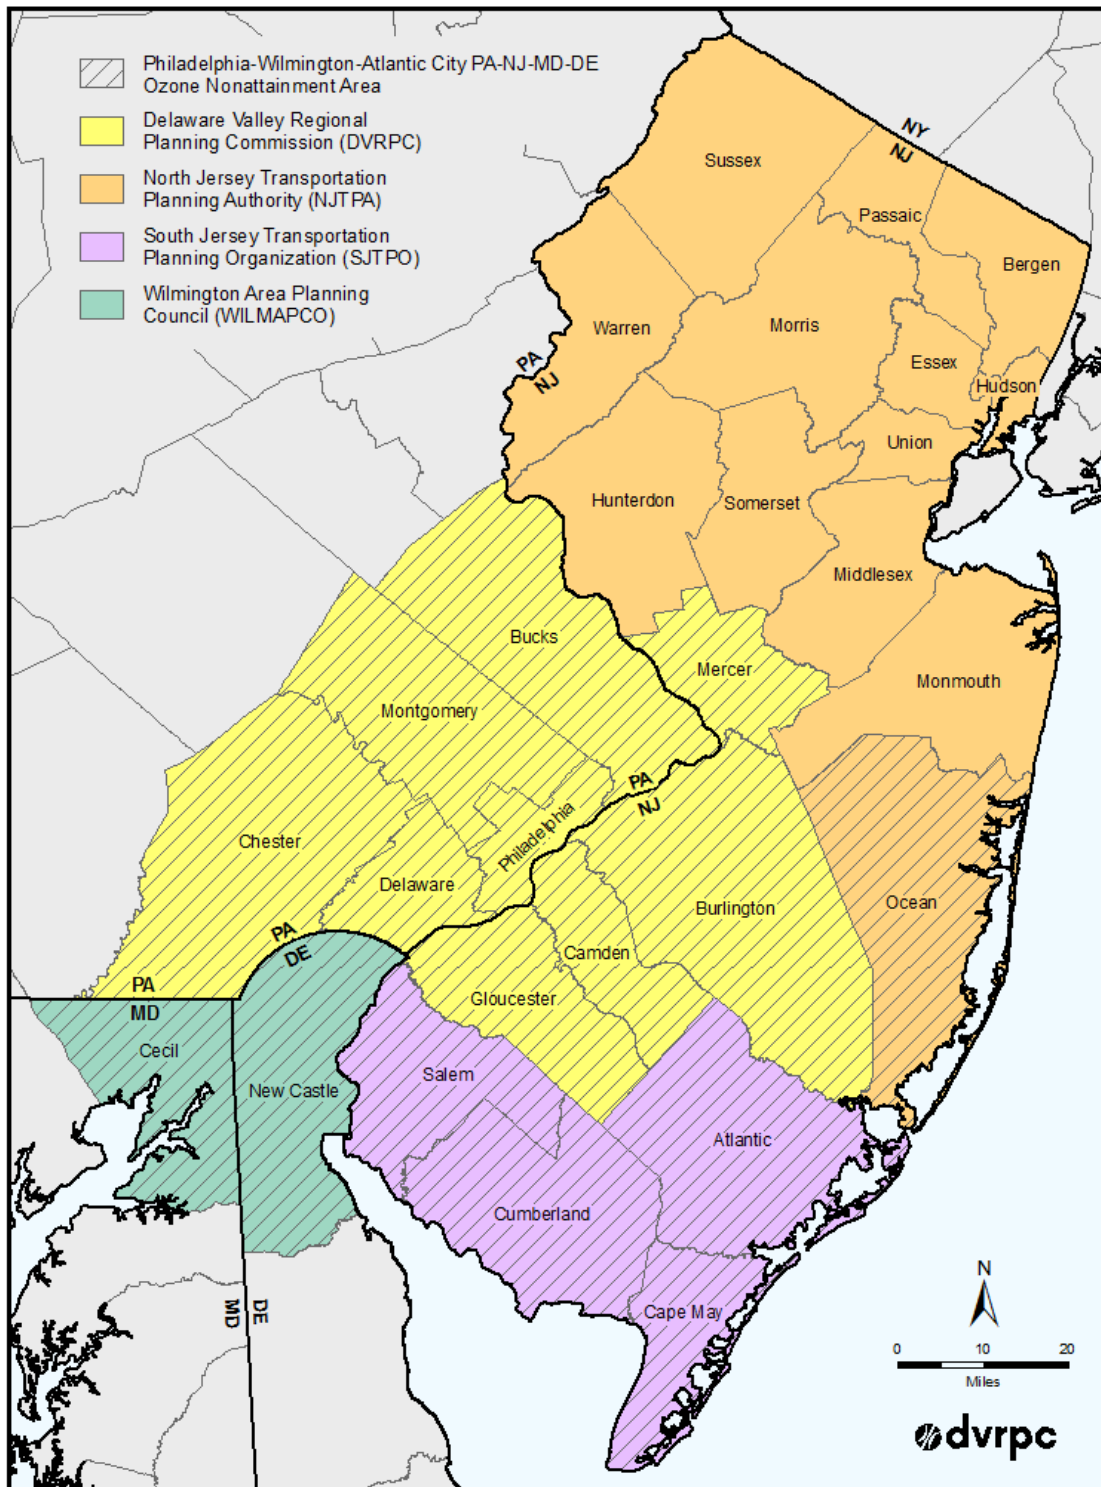 Philadelphia-Wilmington-Atlantic City PA-NJ-MD-DE
Ozone Nonattainment Area
Delaware Valley Regional
Planning Commission (DVRPC)
North Jersey Transportation
Planning Authority (NJTPA)
South Jersey Transportation
Planning Organization (SJTPO)
Wilmington Area Planning
Council (WILMAPCO)
NY
NJ
Sussex
Passaic
Bergen
Warren
Morris
Essex
Hudson
PA
NJ
Union
Hunterdon
Somerset
Middlesex
Bucks
Mercer
Monmouth
Montgomery
PA
NJ
Philadelphia
Chester
Delaware
Burlington
Ocean
PA
DE
Camden
Gloucester
PA
MD
Cecil
New Castle
Salem
Atlantic
Cumberland
Cape May
MD
DE
N
0 10 20
Miles
dvrpc